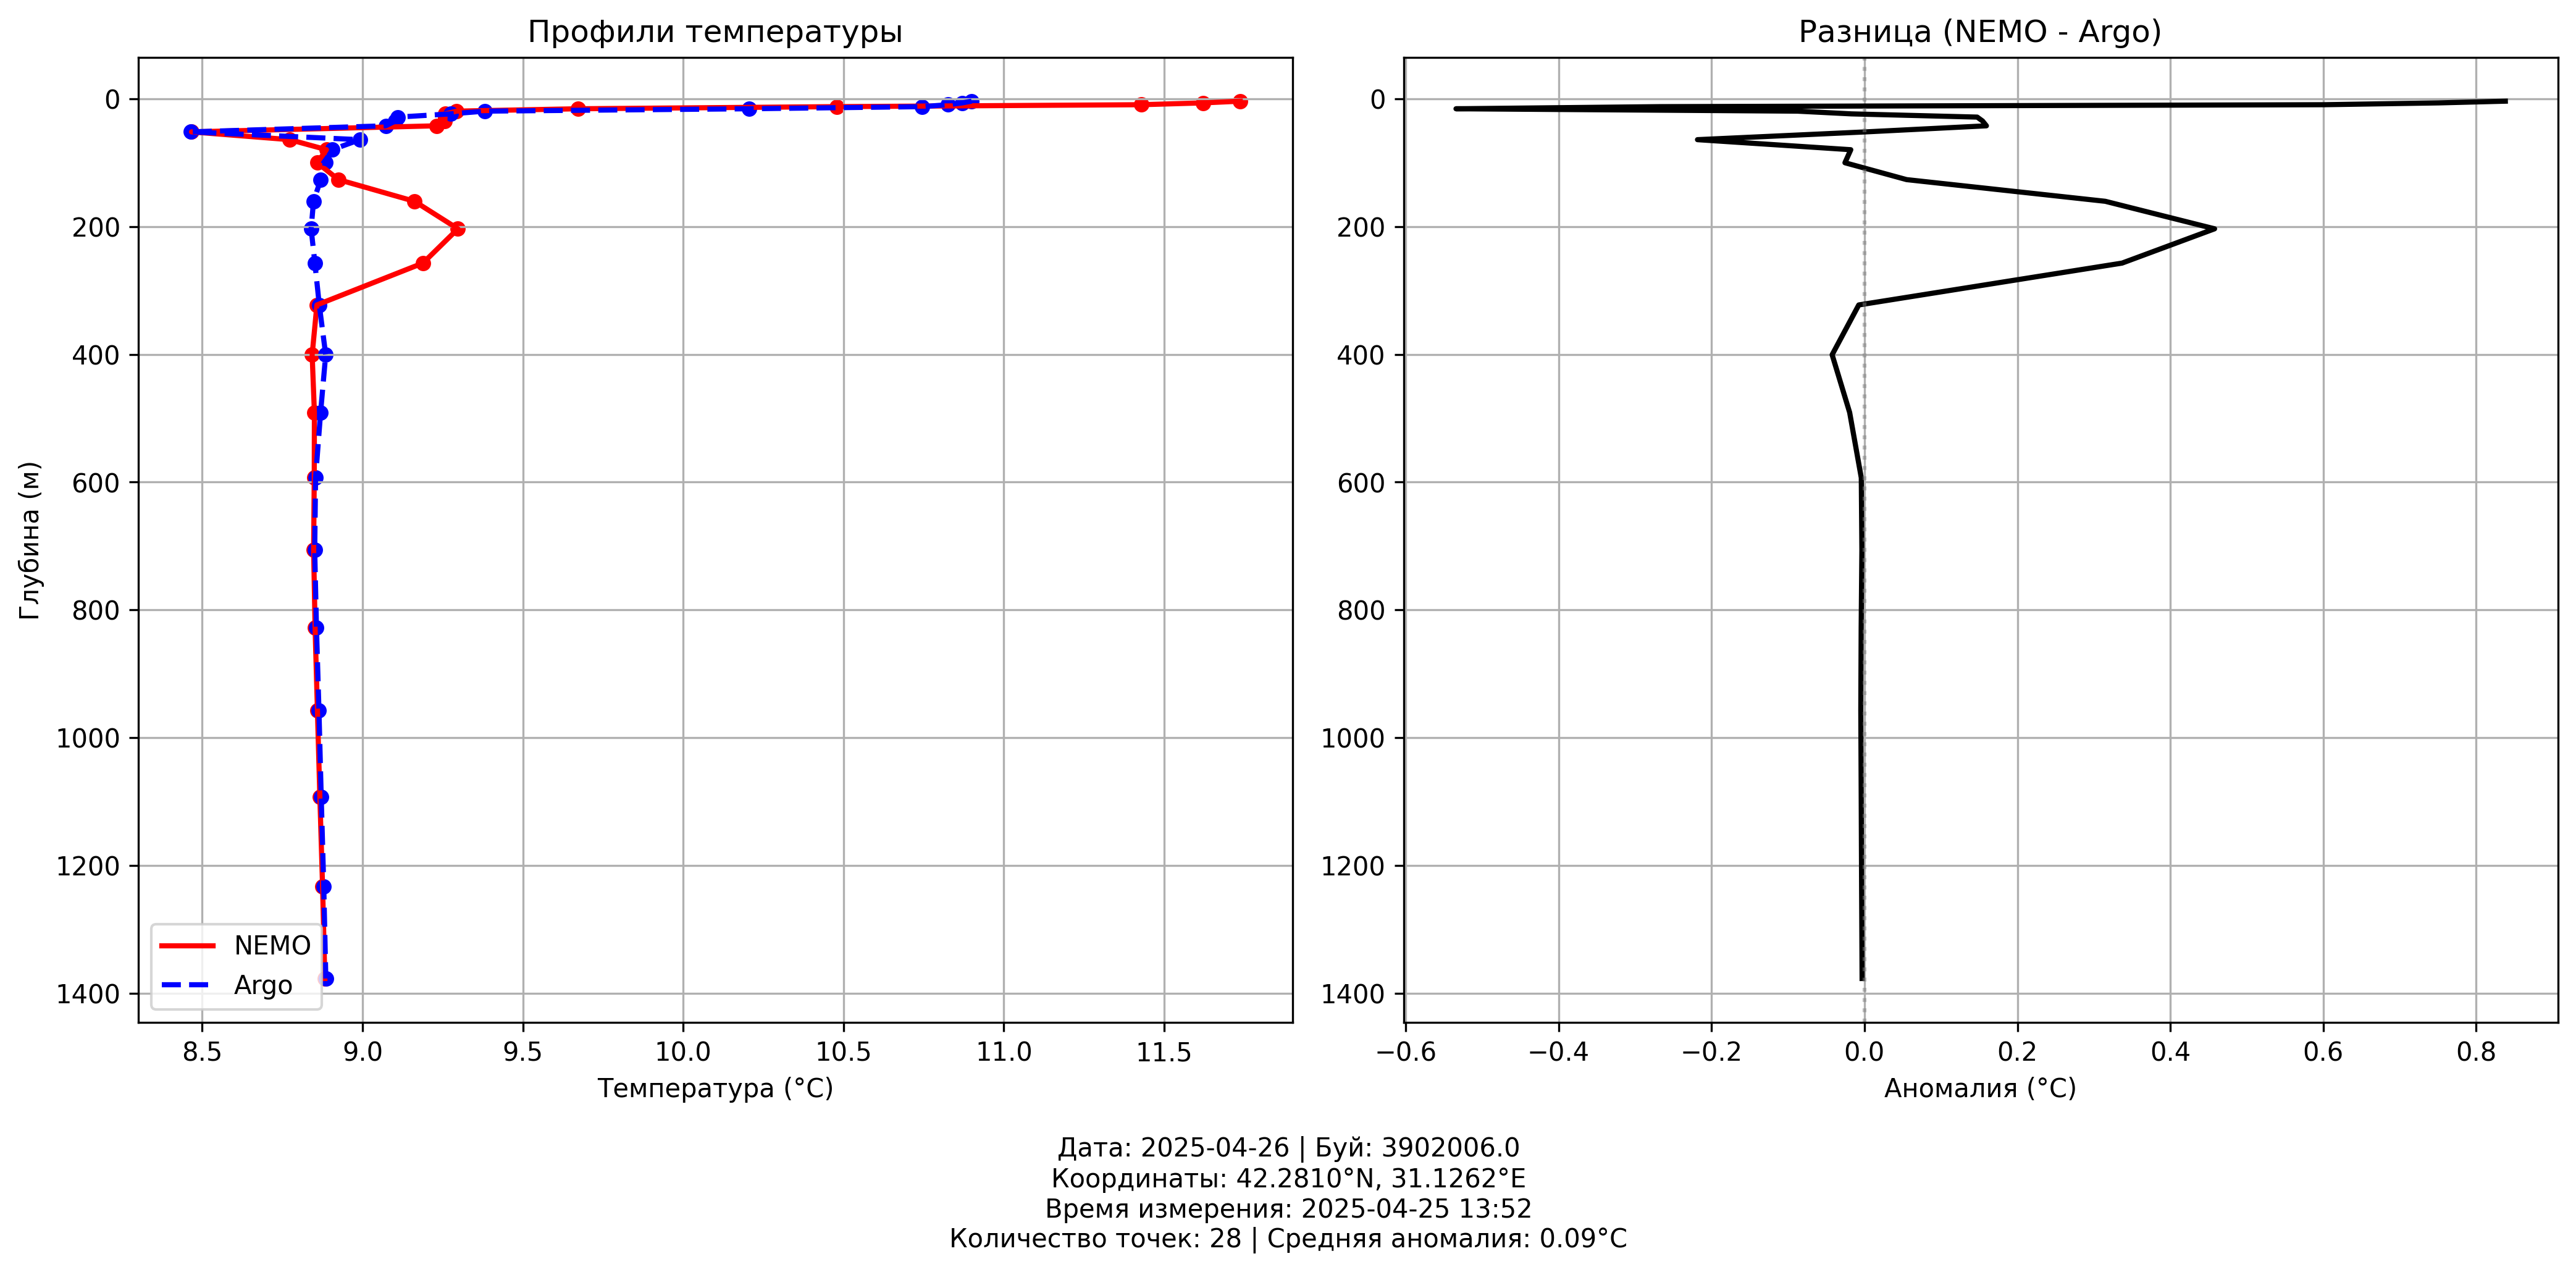 Профили температуры
0
200
400
600
800
1000
1200
1400
Глубина (м)
NEMO
Argo
8.5 9.0 9.5 10.0 10.5 11.0 11.5
Температура (°C)
Разница (NEMO - Argo)
0
200
400
600
800
1000
1200
1400
−0.6 −0.4 −0.2 0.0 0.2 0.4 0.6 0.8
Аномалия (°C)
Дата: 2025-04-26 | Буй: 3902006.0
Координаты: 42.2810°N, 31.1262°E
Время измерения: 2025-04-25 13:52
Количество точек: 28 | Средняя аномалия: 0.09°C